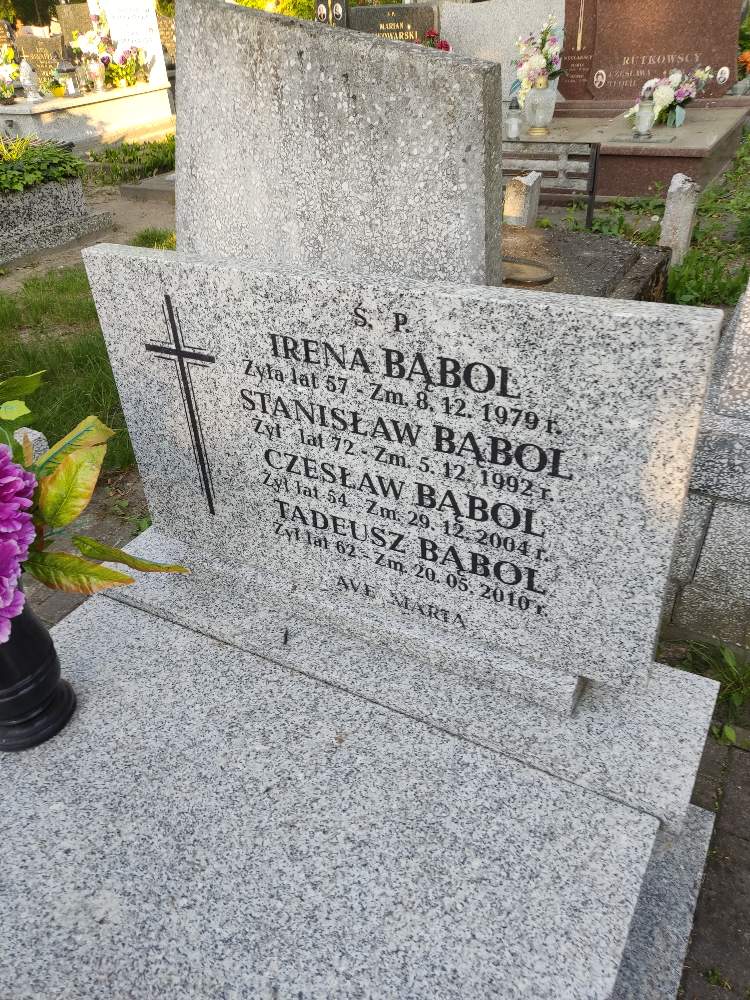 MARIAN
RUTKOWSCY
CZESŁAWA
Ś. P.
IRENA BĄBOL
Żyła lat 57 - Zm. 8. 12. 1979 r.
STANISŁAW BĄBOL
Żył lat 72 - Zm. 5. 12. 1992 r.
CZESŁAW BĄBOL
Żył lat 54 - Zm. 29. 12. 2004 r.
TADEUSZ BĄBOL
Żył lat 62 - Zm. 20. 05. 2010 r.
AVE MARIA